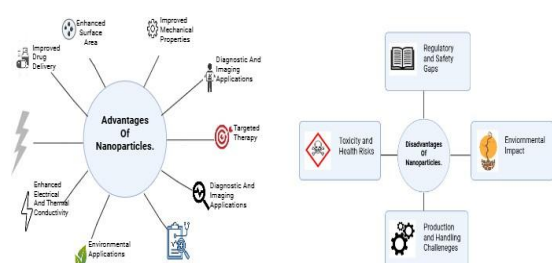 Enhanced
Surface
Area
Improved
Mechanical
Properties
Improved
Drug
Delivery
Diagnostic And
Imaging
Applications
Advantages
Of
Nanoparticles.
Targeted
Therapy
Enhanced
Electrical
And Thermal
Conductivity
Diagnostic And
Imaging
Applications
Environmental
Applications
Regulatory
and Safety
Gaps
Toxicity and
Health Risks
Disadvantages
Of
Nanoparticles.
Enviornmental
Impact
Production
and Handling
Challeneges